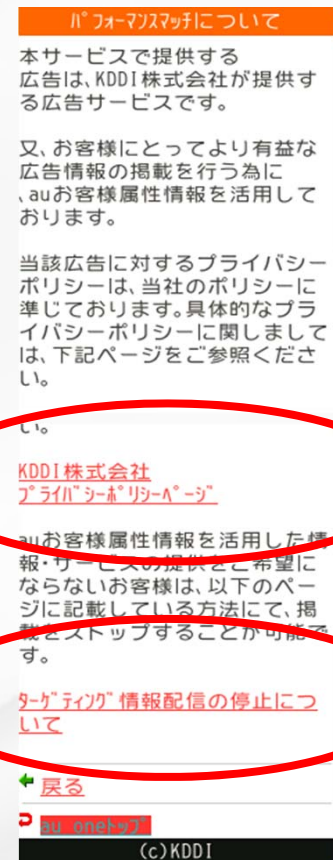 ﾊﾟﾌｫｰﾏﾝｽﾏｯﾁについて
本サービスで提供する
広告は、KDDI株式会社が提供す
る広告サービスです。
又、お客様にとってより有益な
広告情報の掲載を行う為に
、auお客様属性情報を活用して
おります。
当該広告に対するプライバシー
ポリシーは、当社のポリシーに
準じております。具体的なプラ
イバシーポリシーに関しまして
は、下記ページをご参照くださ
い。
い。
KDDI株式会社
ﾌﾟﾗｲﾊﾞｼｰﾎﾟﾘｼｰﾍﾟｰｼﾞ
auお客様属性情報を活用した情
報・サービスの提供をご希望に
ならないお客様は、以下のペー
ジに記載している方法にて、掲
載をストップすることが可能で
す。
ﾀｰｹﾞﾃｨﾝｸﾞ情報配信の停止につ
いて
戻る
au oneﾄｯﾌﾟ
(c)KDDI